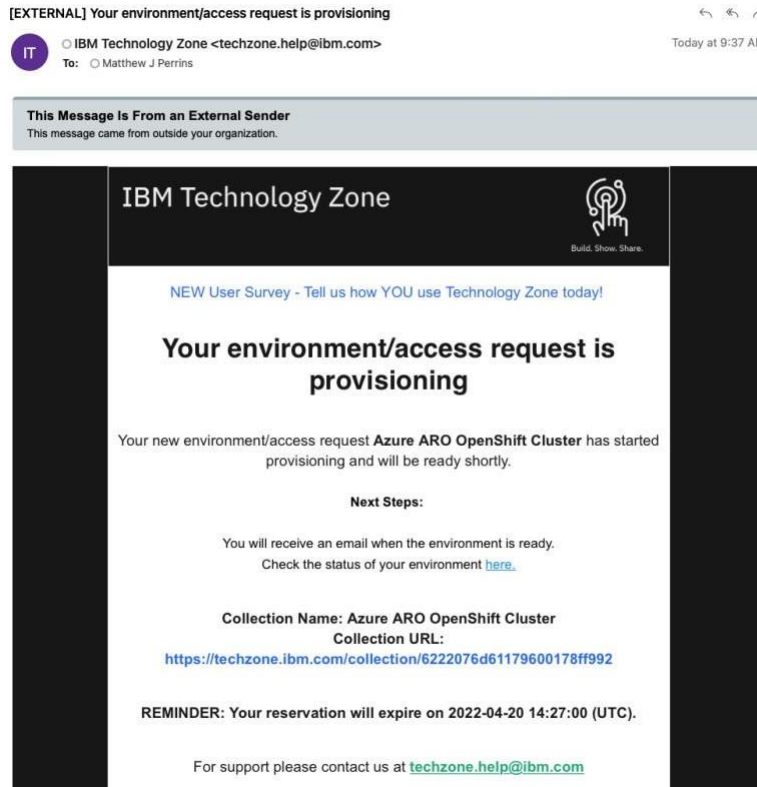 [EXTERNAL] Your environment/access request is provisioning
IT
IBM Technology Zone <techzone.help@ibm.com>
Today at 9:37 A
To: Matthew J Perrins
This Message Is From an External Sender
This message came from outside your organization.
IBM Technology Zone
Build. Show. Share.
NEW User Survey - Tell us how YOU use Technology Zone today!
Your environment/access request is
provisioning
Your new environment/access request Azure ARO OpenShift Cluster has started
provisioning and will be ready shortly.
Next Steps:
You will receive an email when the environment is ready.
Check the status of your environment here.
Collection Name: Azure ARO OpenShift Cluster
Collection URL:
https://techzone.ibm.com/collection/6222076d61179600178ff992
REMINDER: Your reservation will expire on 2022-04-20 14:27:00 (UTC).
For support please contact us at techzone.help@ibm.com